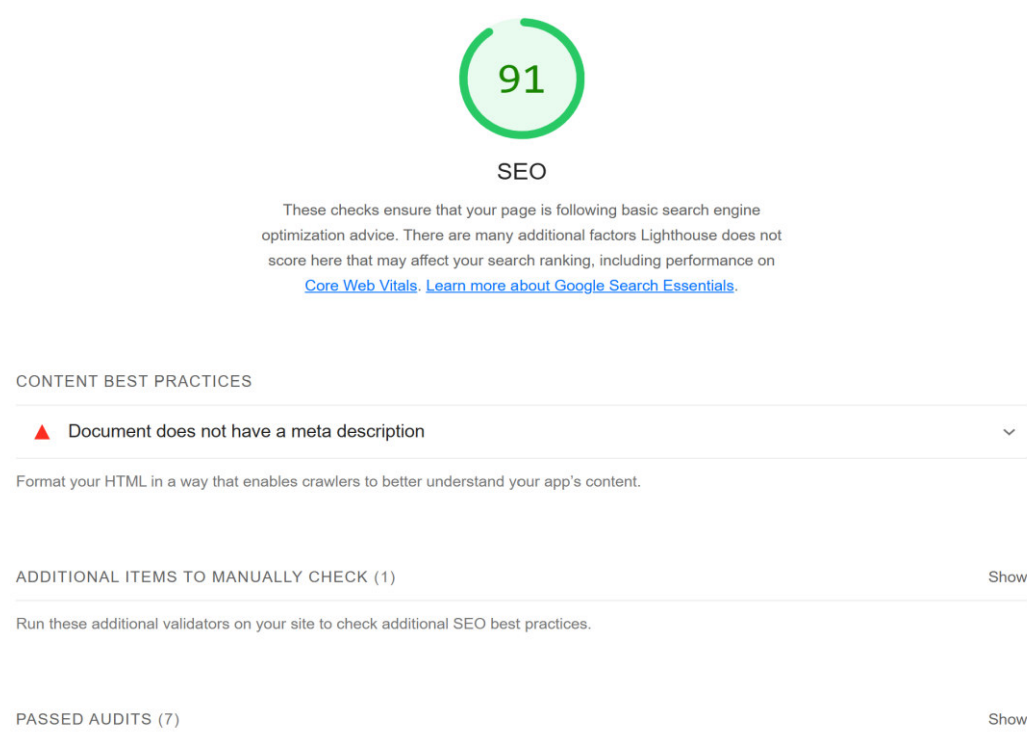 91
SEO
These checks ensure that your page is following basic search engine
optimization advice. There are many additional factors Lighthouse does not
score here that may affect your search ranking, including performance on
Core Web Vitals. Learn more about Google Search Essentials.
CONTENT BEST PRACTICES
Document does not have a meta description
Format your HTML in a way that enables crawlers to better understand your app’s content.
ADDITIONAL ITEMS TO MANUALLY CHECK (1) Show
Run these additional validators on your site to check additional SEO best practices.
PASSED AUDITS (7) Show